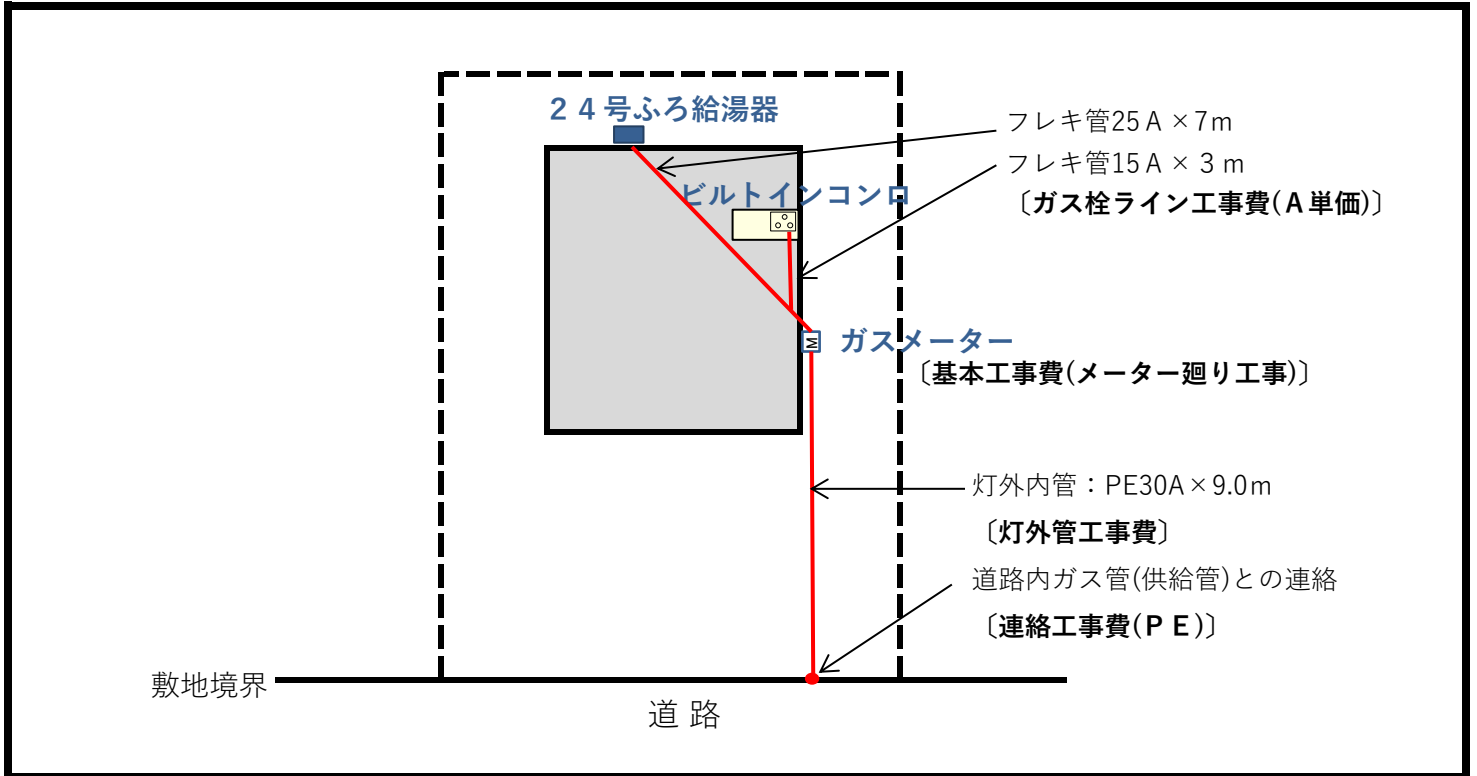 ２４号ふろ給湯器
フレキ管25Ａ×7m
フレキ管15Ａ×３ｍ
〔ガス栓ライン工事費(Ａ単価)〕
ビルトインコンロ
M
ガスメーター
〔基本工事費(メーター廻り工事)〕
灯外内管：PE30A×9.0m
〔灯外管工事費〕
道路内ガス管(供給管)との連絡
〔連絡工事費(ＰＥ)〕
敷地境界
道 路